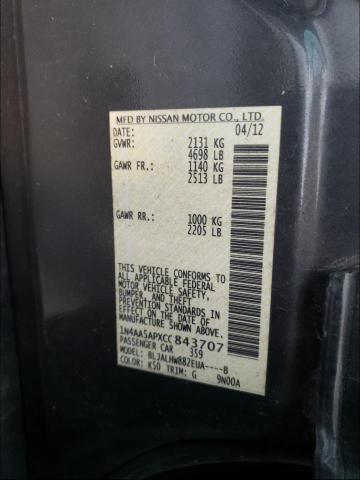 MFD BY NISSAN MOTOR CO., LTD.
DATE: 04/12
GVWR: 2131 KG
4698 LB
GAWR FR.: 1140 KG
2513 LB
GAWR RR.: 1000 KG
2205 LB
THIS VEHICLE CONFORMS TO
ALL APPLICABLE FEDERAL
MOTOR VEHICLE SAFETY,
BUMPER, AND THEFT
PREVENTION STANDARDS IN
EFFECT ON THE DATE OF
MANUFACTURE SHOWN ABOVE.
1N4AA5APXCC843707
PASSENGER CAR 359
MODEL: BLJALHW882EUA----B
COLOR: K50 TRIM: G 9N00A